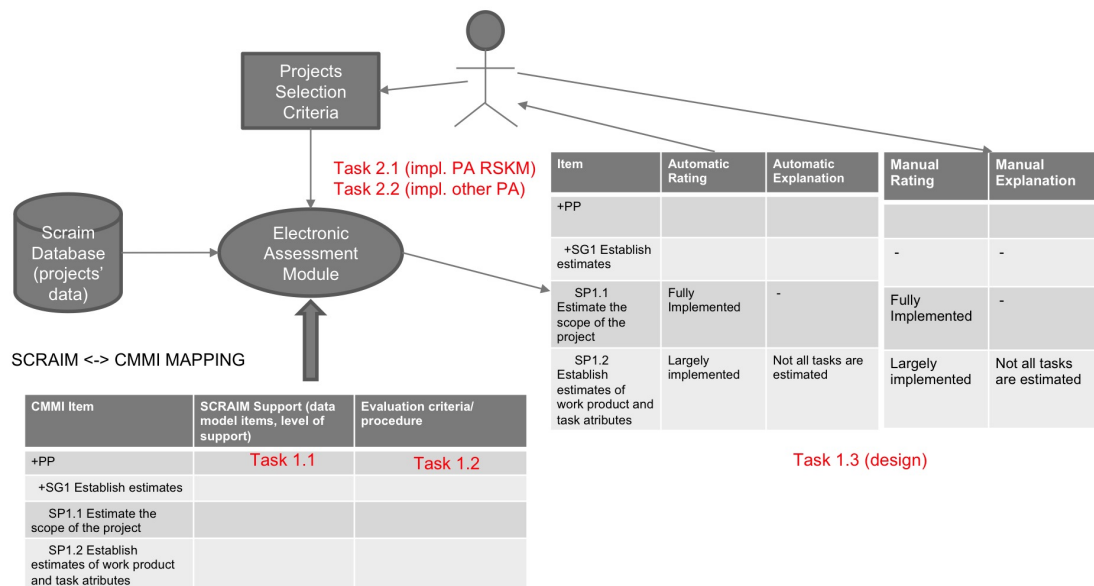 Projects
Selection
Criteria
Task 2.1 (impl. PA RSKM)
Task 2.2 (impl. other PA)
Scraim
Database
(projects’
data)
Electronic
Assessment
Module
SCRAIM <-> CMMI MAPPING
Item
Automatic
Rating
Automatic
Explanation
Manual
Rating
Manual
Explanation
+PP
+SG1 Establish
estimates
-
-
SP1.1
Estimate the
scope of the
project
Fully
Implemented
-
Fully
Implemented
-
SP1.2
Establish
estimates of
work product and
task atributes
Largely
implemented
Not all tasks are
estimated
Largely
implemented
Not all tasks
are estimated
Task 1.3 (design)
CMMI Item
SCRAIM Support (data
model items, level of
support)
Evaluation criteria/
procedure
+PP
Task 1.1
Task 1.2
+SG1 Establish estimates
SP1.1 Estimate the
scope of the project
SP1.2 Establish
estimates of work product
and task atributes